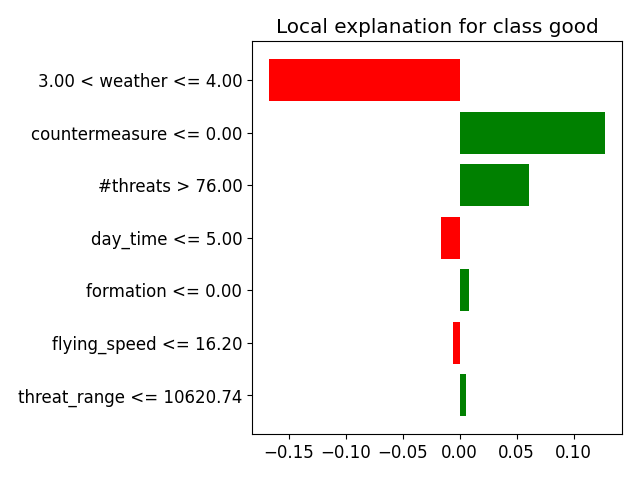 Local explanation for class good
3.00 < weather <= 4.00
countermeasure <= 0.00
#threats > 76.00
day_time <= 5.00
formation <= 0.00
flying_speed <= 16.20
threat_range <= 10620.74
−0.15 −0.10 −0.05 0.00 0.05 0.10